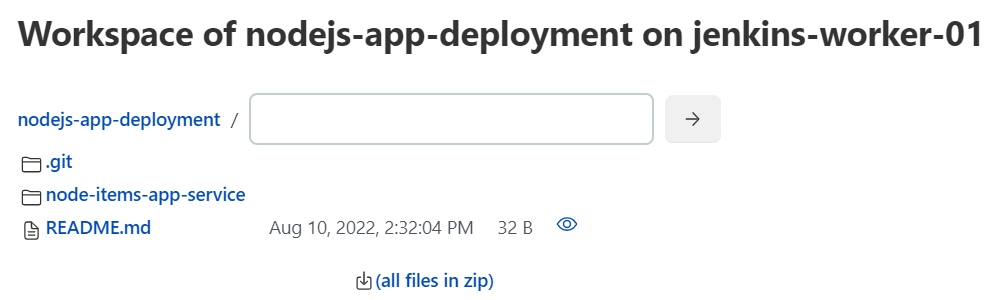 Workspace of nodejs-app-deployment on jenkins-worker-01
nodejs-app-deployment /
.git
node-items-app-service
README.md Aug 10, 2022, 2:32:04 PM 32 B
(all files in zip)